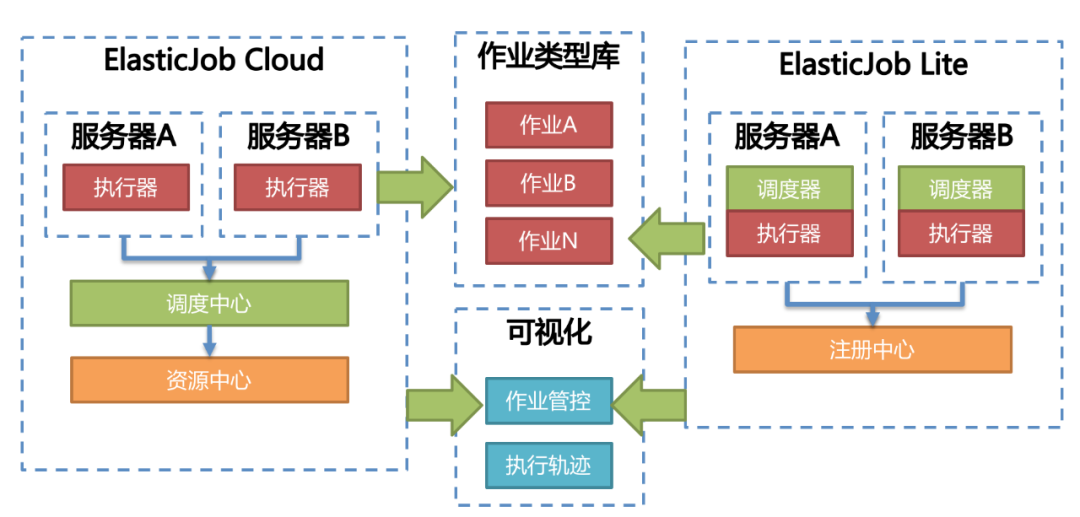 ElasticJob Cloud
服务器A
执行器
服务器B
执行器
调度中心
资源中心
作业类型库
作业A
作业B
作业N
可视化
作业管控
执行轨迹
ElasticJob Lite
服务器A
调度器
执行器
服务器B
调度器
执行器
注册中心